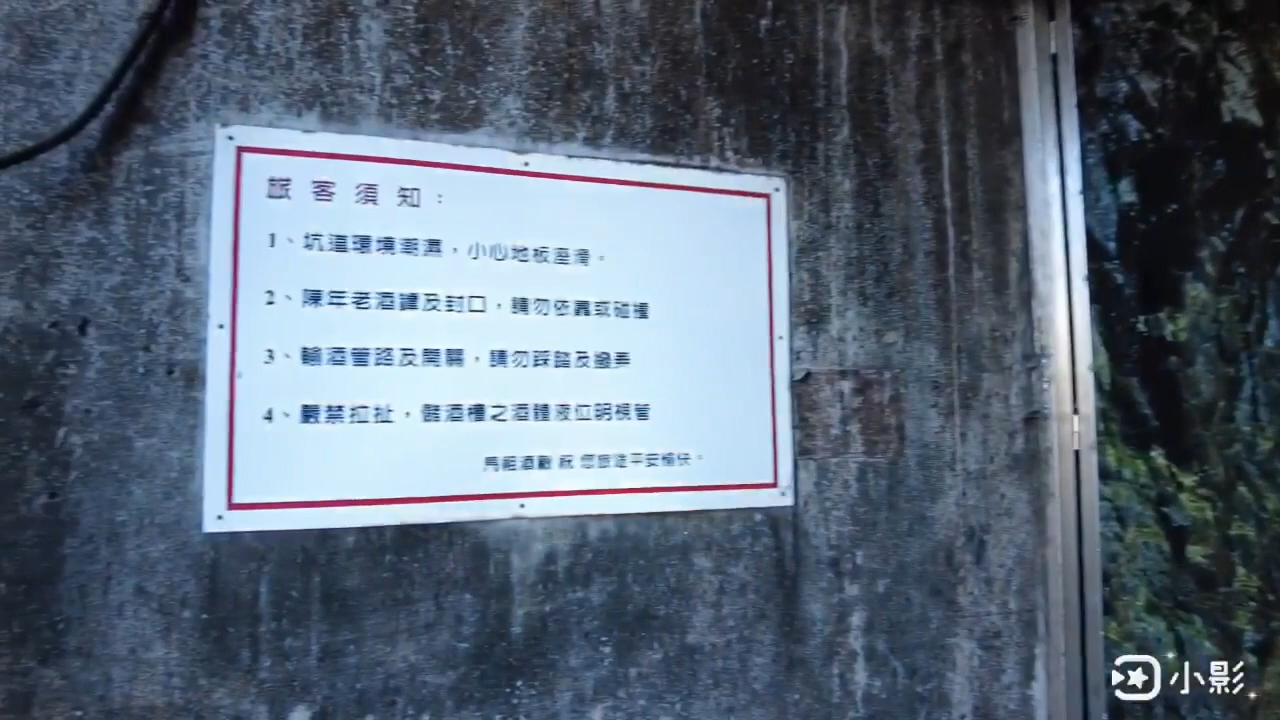 旅客須知：
1、坑道環境潮濕，小心地板座滑。
2、陳年老酒罈及封口，請勿依靠或碰撞
3、輸酒管路及開關，請勿踩踏及撥弄
4、嚴禁拉扯，儲酒槽之酒體液位明視管
馬祖酒廠 祝 您旅途平安愉快。
小影